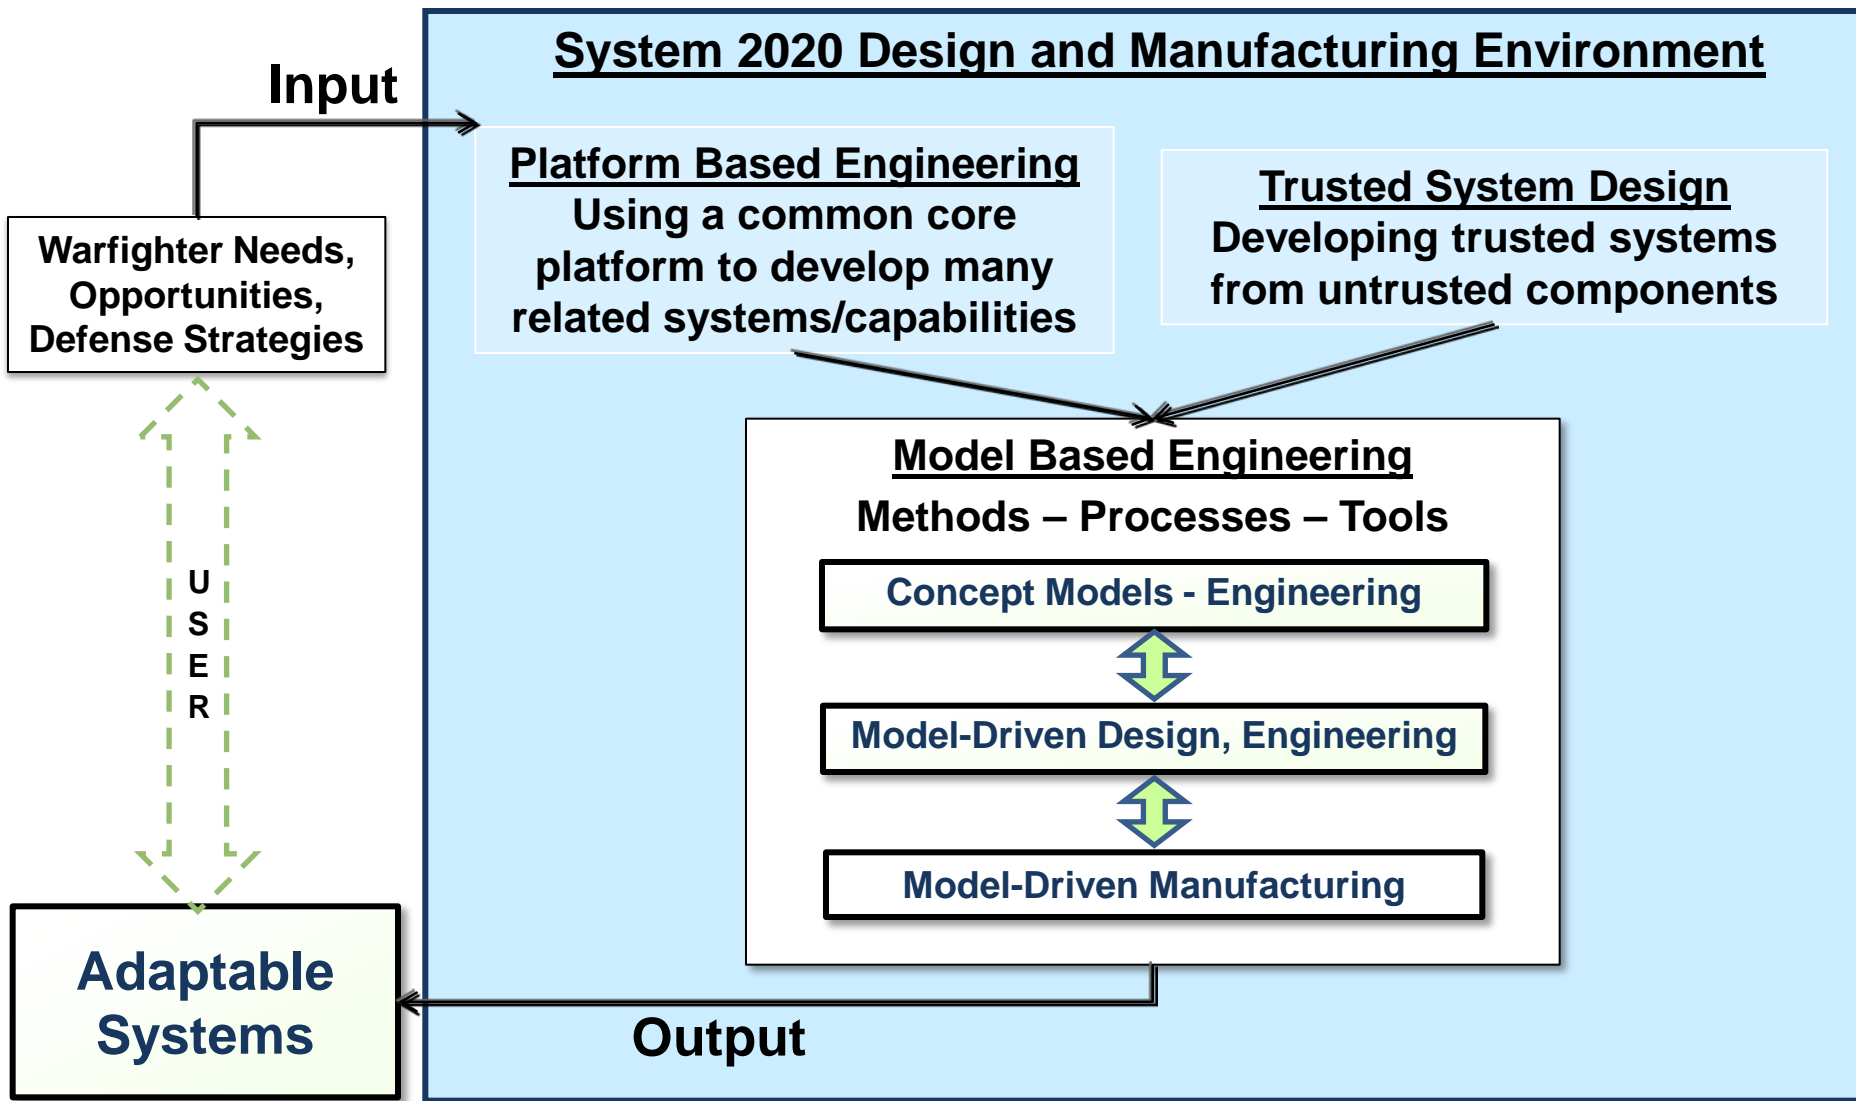 System 2020 Design and Manufacturing Environment
Input
Platform Based Engineering
Using a common core
platform to develop many
related systems/capabilities
Trusted System Design
Developing trusted systems
from untrusted components
Warfighter Needs,
Opportunities,
Defense Strategies
Model Based Engineering
Methods – Processes – Tools
Concept Models - Engineering
U
S
E
R
Model-Driven Design, Engineering
Model-Driven Manufacturing
Adaptable
Systems
Output